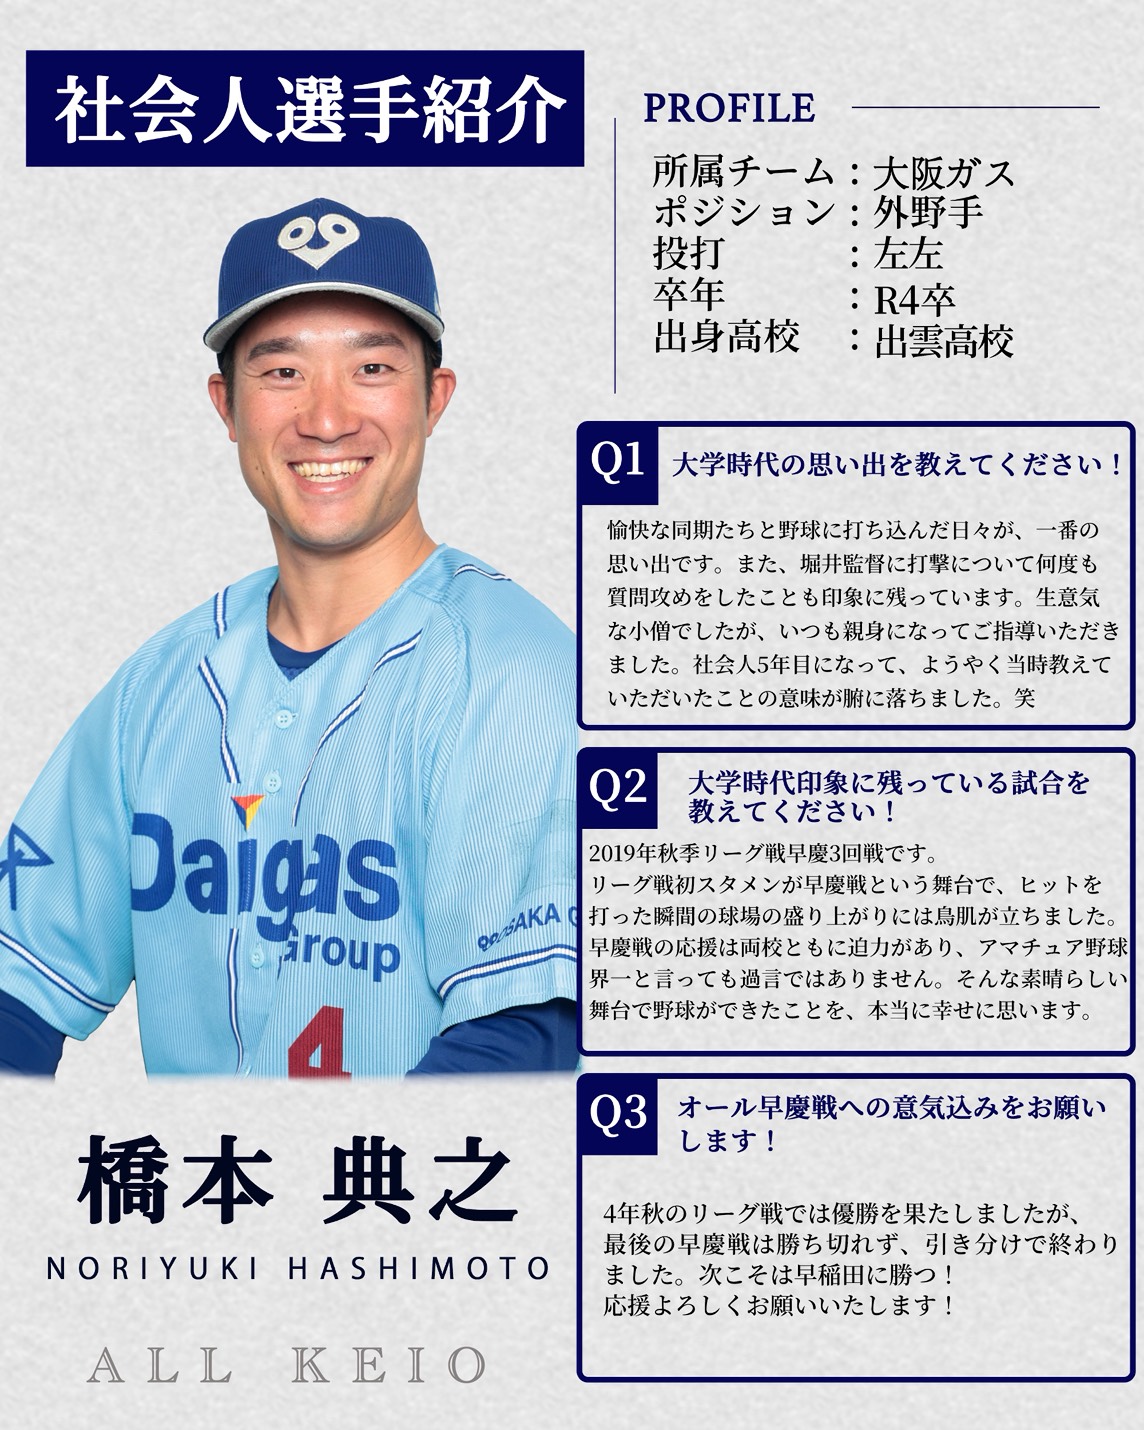 社会人選手紹介
PROFILE
所属チーム：大阪ガス
ポジション：外野手
投打：左左
卒年：R4卒
出身高校：出雲高校
Q1 大学時代の思い出を教えてください！
愉快な同期たちと野球に打ち込んだ日々が、一番の
思い出です。また、堀井監督に打撃について何度も
質問攻めをしたことも印象に残っています。生意気
な小僧でしたが、いつも親身になってご指導いただき
ました。社会人5年目になって、ようやく当時教えて
いただいたことの意味が腑に落ちました。笑
Q2 大学時代印象に残っている試合を
教えてください！
2019年秋季リーグ戦早慶3回戦です。
リーグ戦初スタメンが早慶戦という舞台で、ヒットを
打った瞬間の球場の盛り上がりには鳥肌が立ちました。
早慶戦の応援は両校ともに迫力があり、アマチュア野球
界一と言っても過言ではありません。そんな素晴らしい
舞台で野球ができたことを、本当に幸せに思います。
Q3 オール早慶戦への意気込みをお願い
します！
4年秋のリーグ戦では優勝を果たしましたが、
最後の早慶戦は勝ち切れず、引き分けで終わり
ました。次こそは早稲田に勝つ！
応援よろしくお願いいたします！
Daigas
Group
OSAKA G
4
橋本 典之
NORIYUKI HASHIMOTO
ALL KEIO